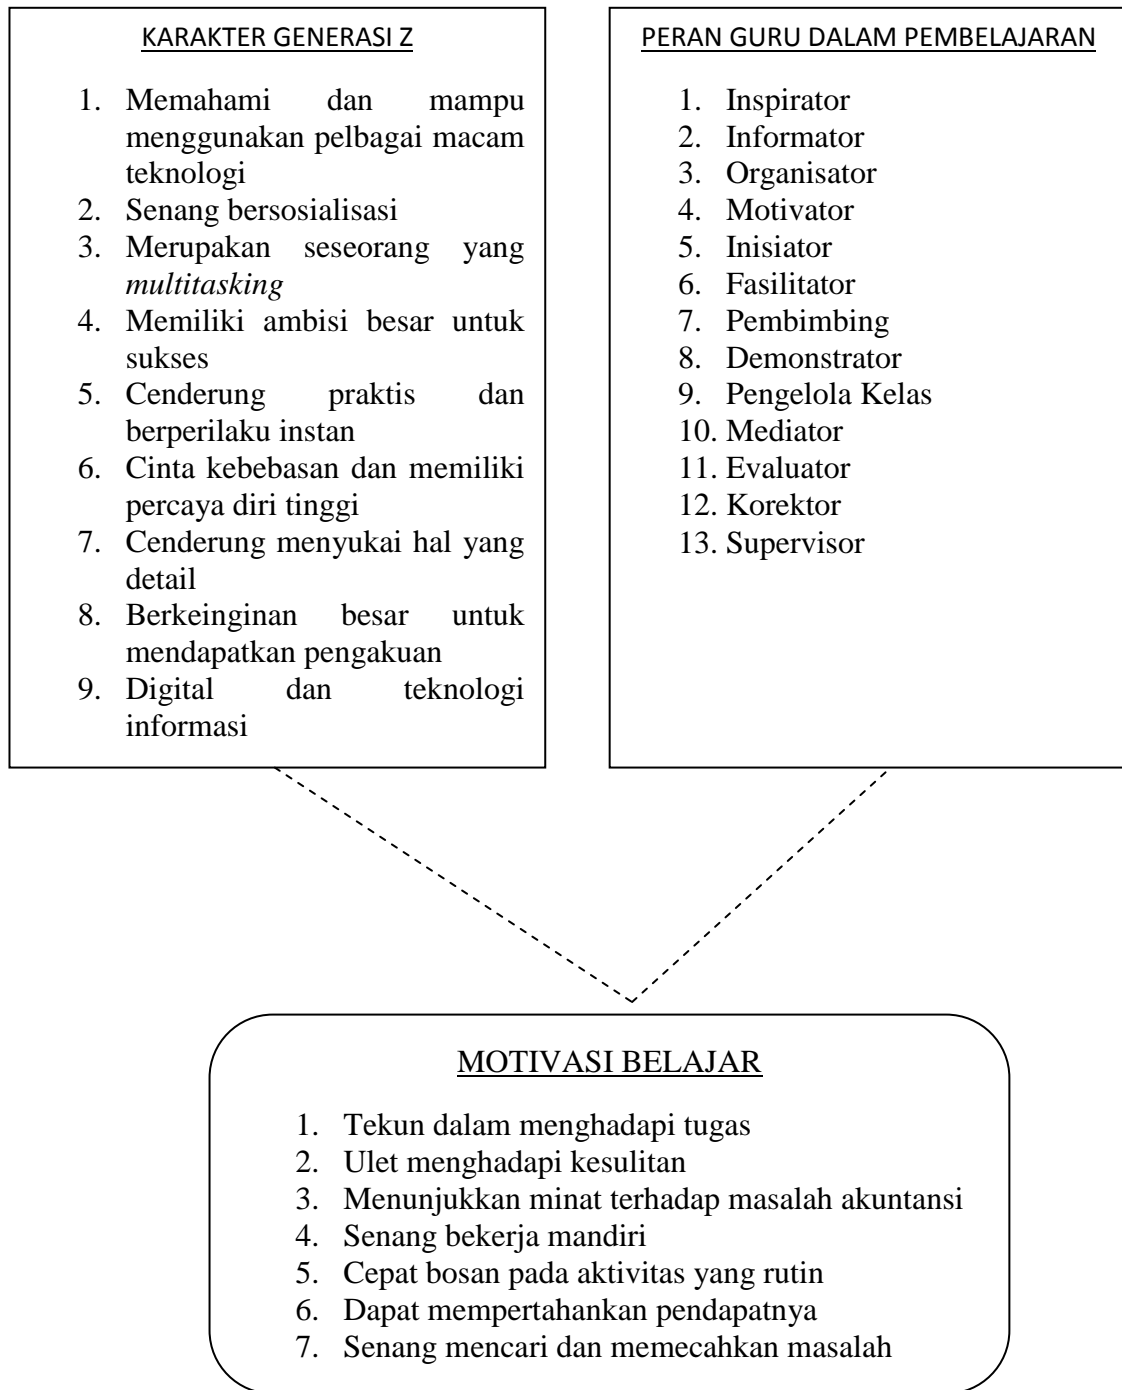 KARAKTER GENERASI Z
1. Memahami dan mampu
menggunakan pelbagai macam
teknologi
2. Senang bersosialisasi
3. Merupakan seseorang yang
multitasking
4. Memiliki ambisi besar untuk
sukses
5. Cenderung praktis dan
berperilaku instan
6. Cinta kebebasan dan memiliki
percaya diri tinggi
7. Cenderung menyukai hal yang
detail
8. Berkeinginan besar untuk
mendapatkan pengakuan
9. Digital dan teknologi
informasi
PERAN GURU DALAM PEMBELAJARAN
1. Inspirator
2. Informator
3. Organisator
4. Motivator
5. Inisiator
6. Fasilitator
7. Pembimbing
8. Demonstrator
9. Pengelola Kelas
10. Mediator
11. Evaluator
12. Korektor
13. Supervisor
MOTIVASI BELAJAR
1. Tekun dalam menghadapi tugas
2. Ulet menghadapi kesulitan
3. Menunjukkan minat terhadap masalah akuntansi
4. Senang bekerja mandiri
5. Cepat bosan pada aktivitas yang rutin
6. Dapat mempertahankan pendapatnya
7. Senang mencari dan memecahkan masalah